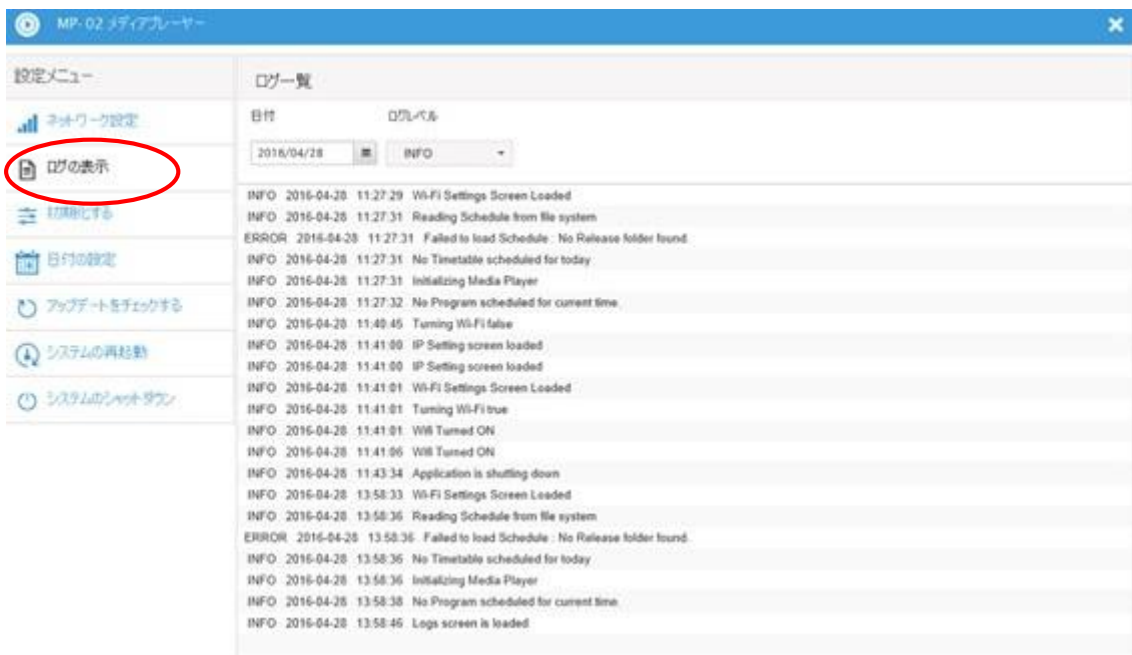 MP-02 メディアプレーヤー
設定メニュー
ネットワーク設定
ログの表示
初期化する
日付の設定
アップデートをチェックする
システムの再起動
システムのシャットダウン
ログ一覧
日付 ログレベル
2016/04/28 INFO
INFO 2016-04-28 11:27:29 Wi-Fi Settings Screen Loaded
INFO 2016-04-28 11:27:31 Reading Schedule from file system
ERROR 2016-04-28 11:27:31 Failed to load Schedule : No Release folder found.
INFO 2016-04-28 11:27:31 No Timetable scheduled for today
INFO 2016-04-28 11:27:31 Initializing Media Player
INFO 2016-04-28 11:27:32 No Program scheduled for current time.
INFO 2016-04-28 11:40:45 Turning Wi-Fi false
INFO 2016-04-28 11:41:00 IP Setting screen loaded
INFO 2016-04-28 11:41:00 IP Setting screen loaded
INFO 2016-04-28 11:41:01 Wi-Fi Settings Screen Loaded
INFO 2016-04-28 11:41:01 Turning Wi-Fi true
INFO 2016-04-28 11:41:01 Wifi Turned ON
INFO 2016-04-28 11:41:06 Wifi Turned ON
INFO 2016-04-28 11:43:34 Application is shutting down
INFO 2016-04-28 13:58:33 Wi-Fi Settings Screen Loaded
INFO 2016-04-28 13:58:36 Reading Schedule from file system
ERROR 2016-04-28 13:58:36 Failed to load Schedule : No Release folder found.
INFO 2016-04-28 13:58:36 No Timetable scheduled for today
INFO 2016-04-28 13:58:36 Initializing Media Player
INFO 2016-04-28 13:58:38 No Program scheduled for current time.
INFO 2016-04-28 13:58:46 Logs screen is loaded